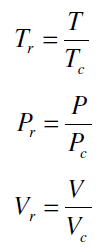 T_r = T / T_c
P_r = P / P_c
V_r = V / V_c